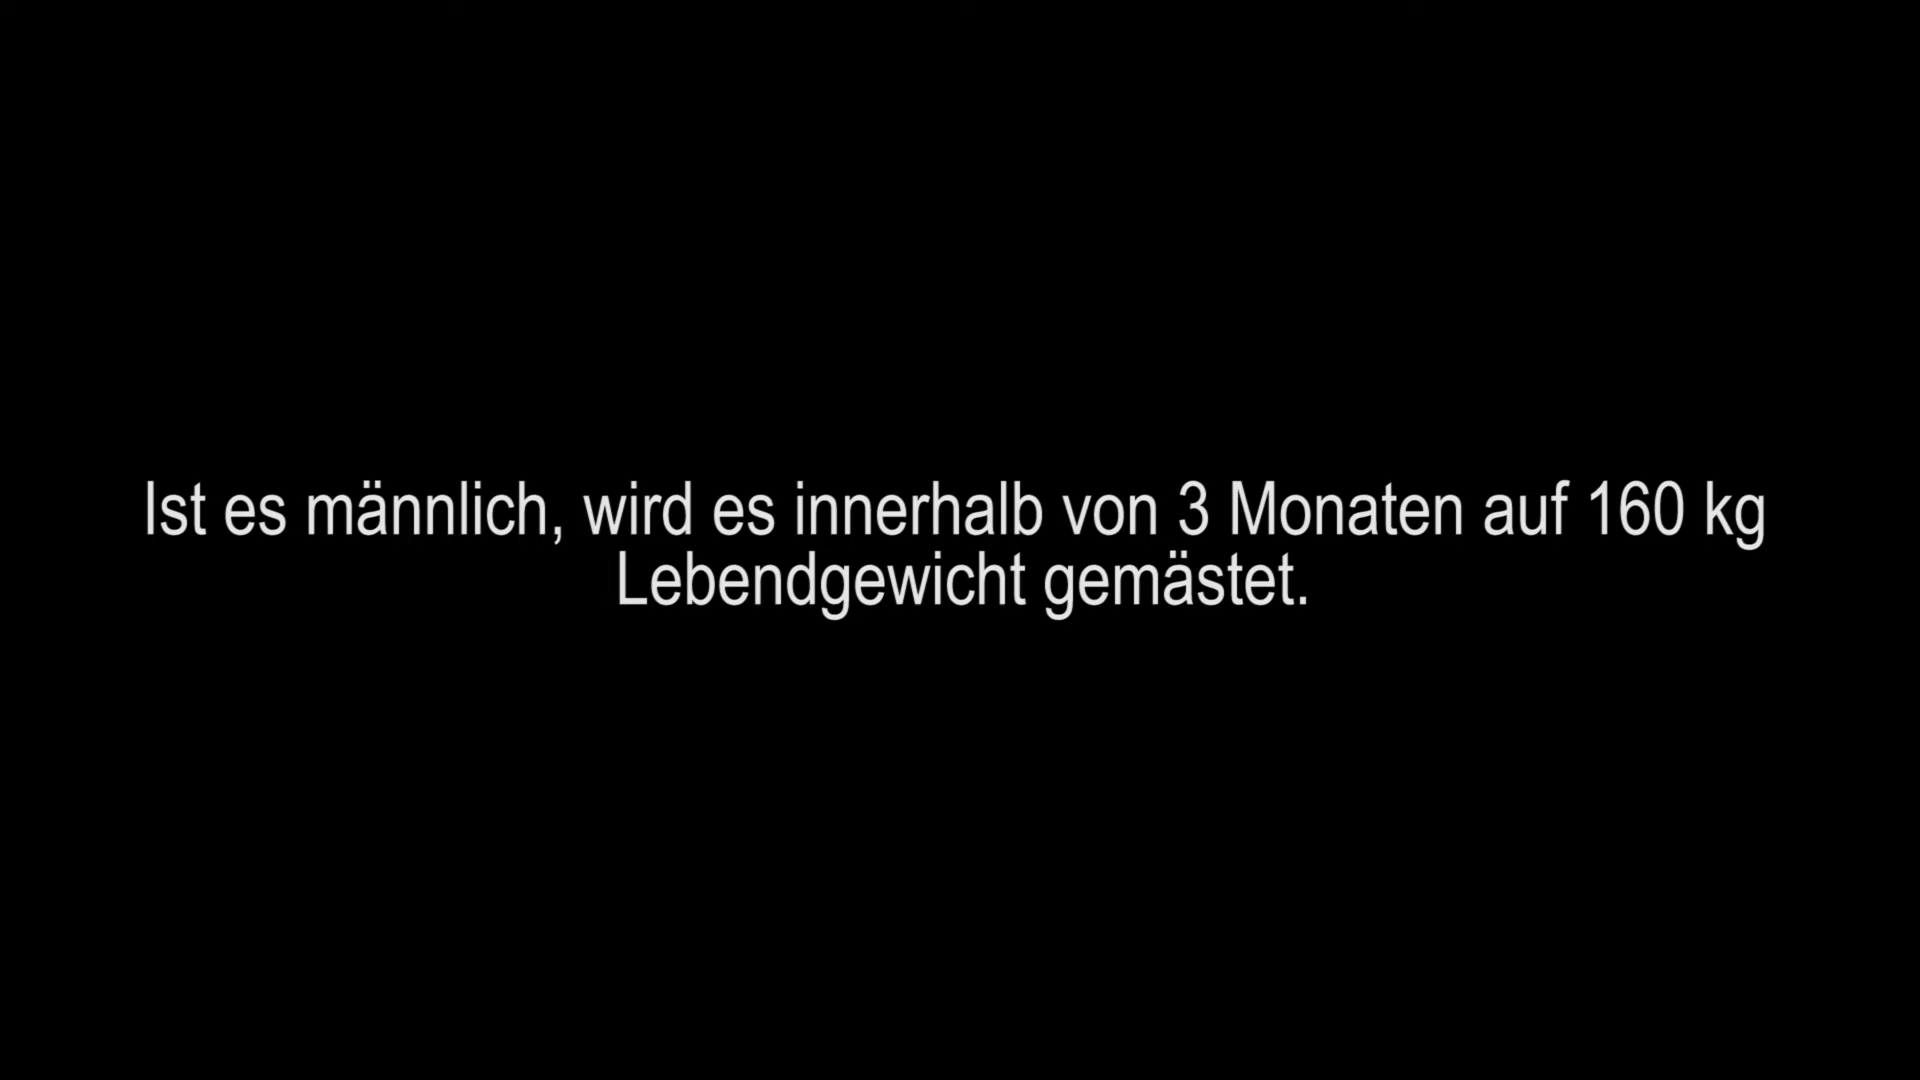 Ist es männlich, wird es innerhalb von 3 Monaten auf 160 kg
Lebendgewicht gemästet.